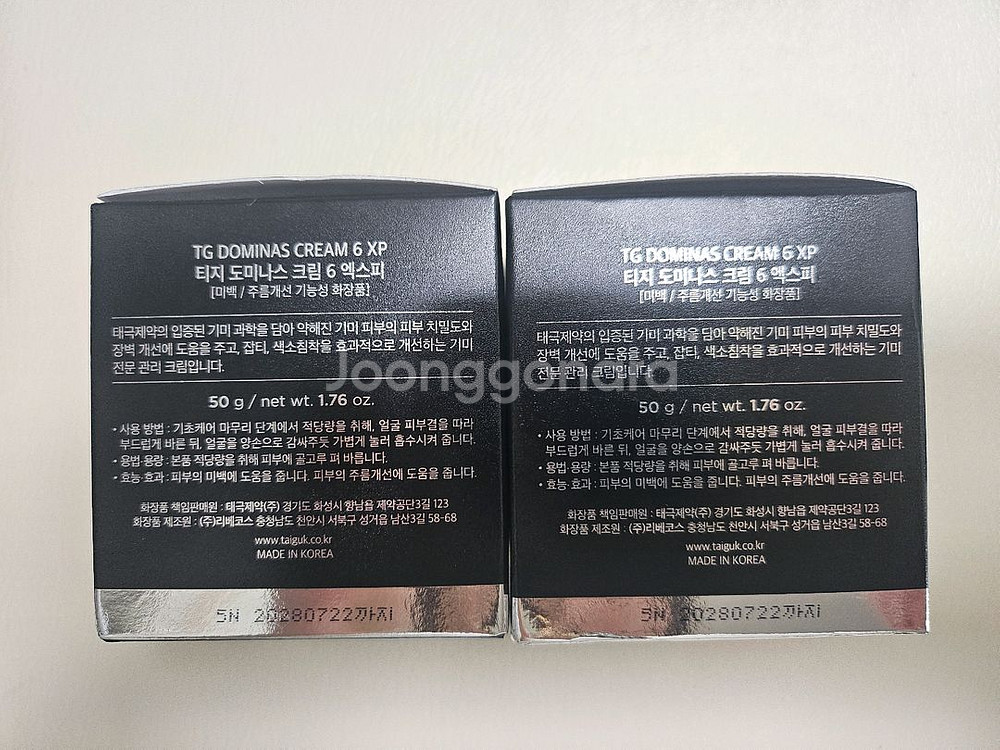 TG DOMINAS CREAM 6 XP
티지 도미나스 크림 6 엑스피
[미백 / 주름개선 기능성 화장품]
태극제약의 입증된 기미 과학을 담아 약해진 기미 피부의 피부 치밀도와
장벽 개선에 도움을 주고, 잡티, 색소침착을 효과적으로 개선하는 기미
전문 관리 크림입니다.
50 g / net wt. 1.76 oz.
• 사용 방법 : 기초케어 마무리 단계에서 적당량을 취해, 얼굴 피부결을 따라
부드럽게 바른 뒤, 얼굴을 양손으로 감싸주듯 가볍게 눌러 흡수시켜 줍니다.
• 용법·용량 : 본품 적당량을 취해 피부에 골고루 펴 바릅니다.
• 효능·효과 : 피부의 미백에 도움을 준다. 피부의 주름개선에 도움을 준다.
화장품 책임판매원 : 태극제약(주) 경기도 화성시 향남읍 제약공단3길 123
화장품 제조원 : (주)리베코스 충청남도 천안시 서북구 성거읍 남산3길 58-68
www.taiguk.co.kr
MADE IN KOREA
5N 20280722까지
TG DOMINAS CREAM 6 XP
티지 도미나스 크림 6 엑스피
[미백 / 주름개선 기능성 화장품]
태극제약의 입증된 기미 과학을 담아 약해진 기미 피부의 피부 치밀도와
장벽 개선에 도움을 주고, 잡티, 색소침착을 효과적으로 개선하는 기미
전문 관리 크림입니다.
50 g / net wt. 1.76 oz.
• 사용 방법 : 기초케어 마무리 단계에서 적당량을 취해, 얼굴 피부결을 따라
부드럽게 바른 뒤, 얼굴을 양손으로 감싸주듯 가볍게 눌러 흡수시켜 줍니다.
• 용법·용량 : 본품 적당량을 취해 피부에 골고루 펴 바릅니다.
• 효능·효과 : 피부의 미백에 도움을 준다. 피부의 주름개선에 도움을 준다.
화장품 책임판매원 : 태극제약(주) 경기도 화성시 향남읍 제약공단3길 123
화장품 제조원 : (주)리베코스 충청남도 천안시 서북구 성거읍 남산3길 58-68
www.taiguk.co.kr
MADE IN KOREA
5N 20280722까지
Joonggonara